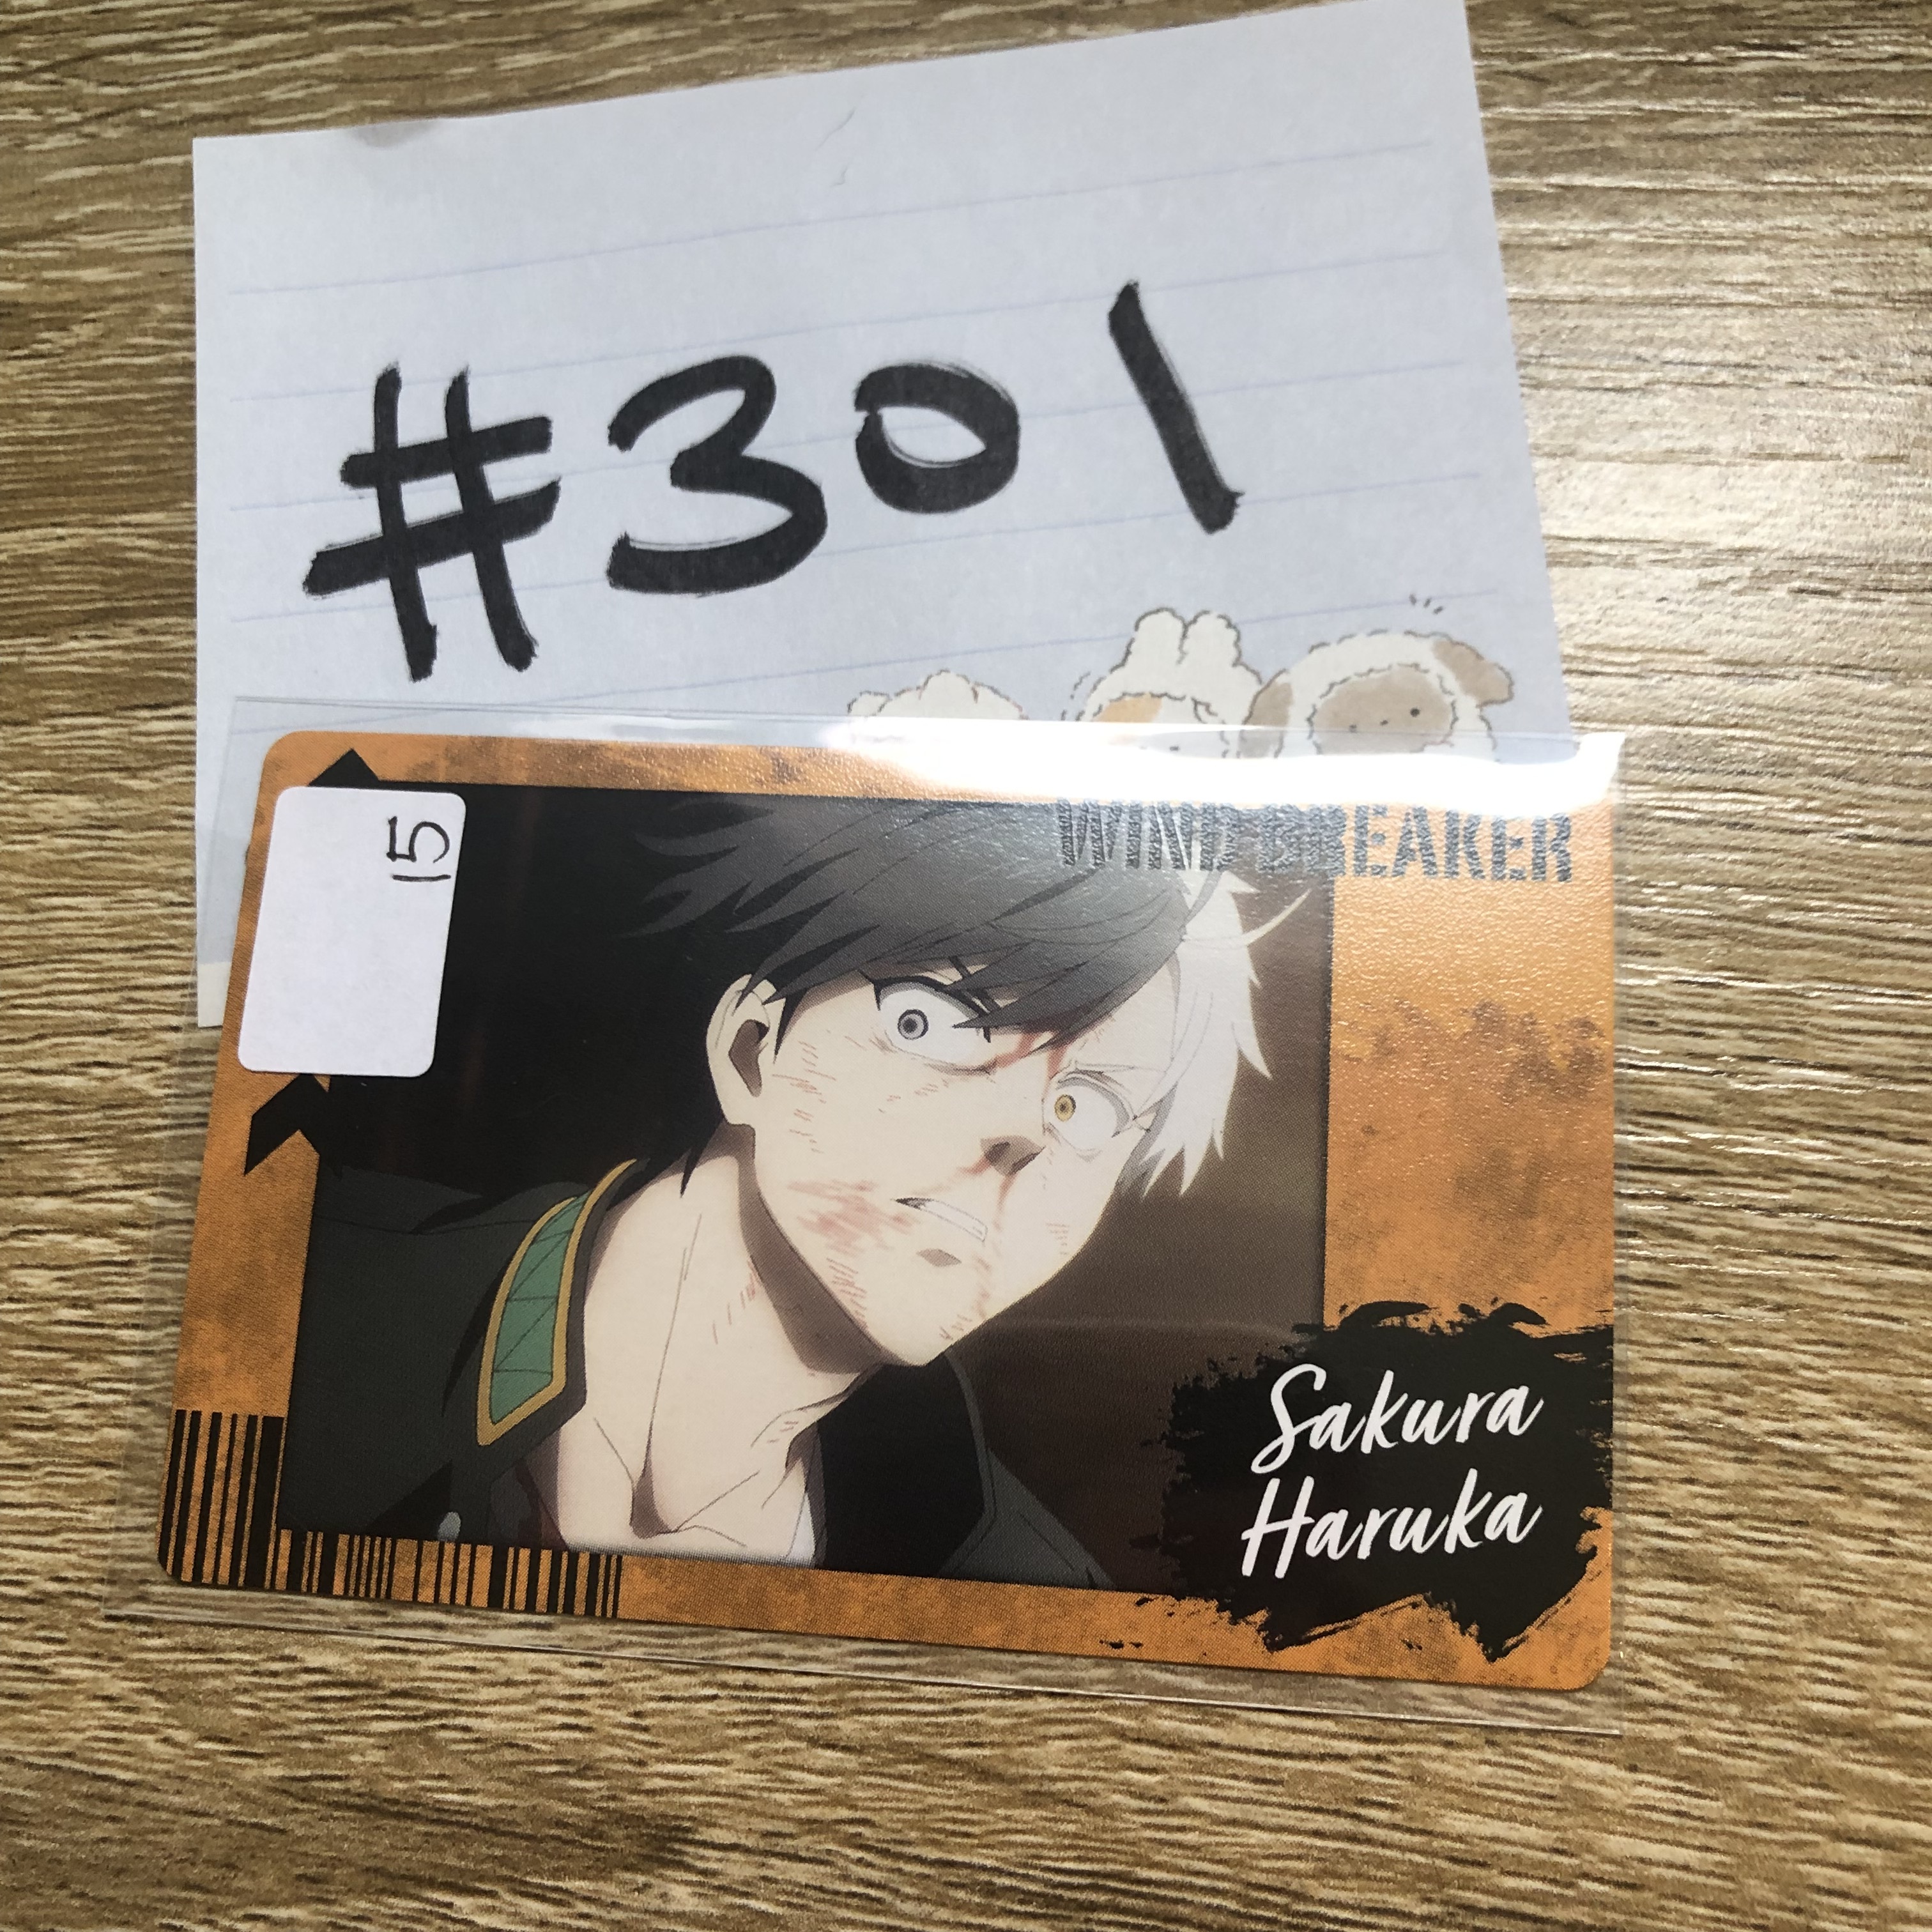 #301
15
WIND BREAKER
Sakura
Haruka